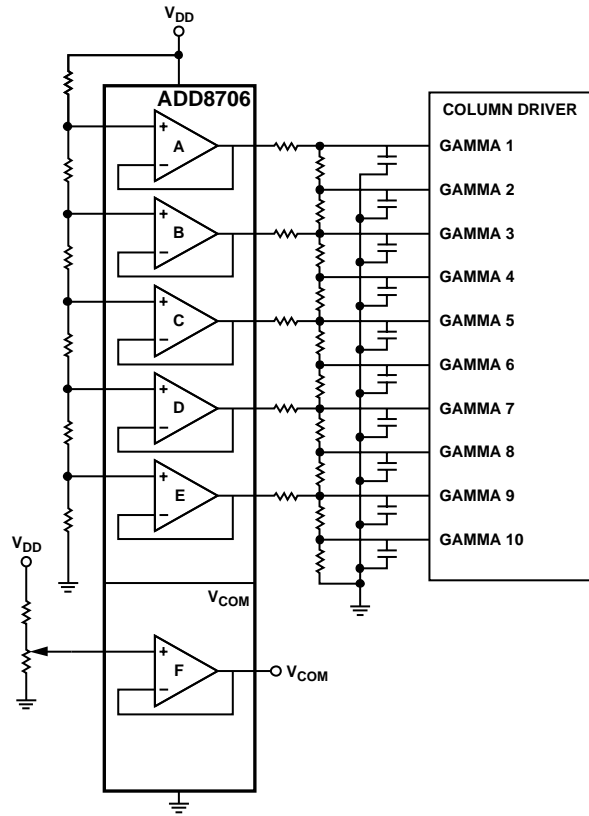 VDD
ADD8706
+
A
−
+
B
−
+
C
−
+
D
−
+
E
−
COLUMN DRIVER
GAMMA 1
GAMMA 2
GAMMA 3
GAMMA 4
GAMMA 5
GAMMA 6
GAMMA 7
GAMMA 8
GAMMA 9
GAMMA 10
VDD
VCOM
+
F
−
VCOM